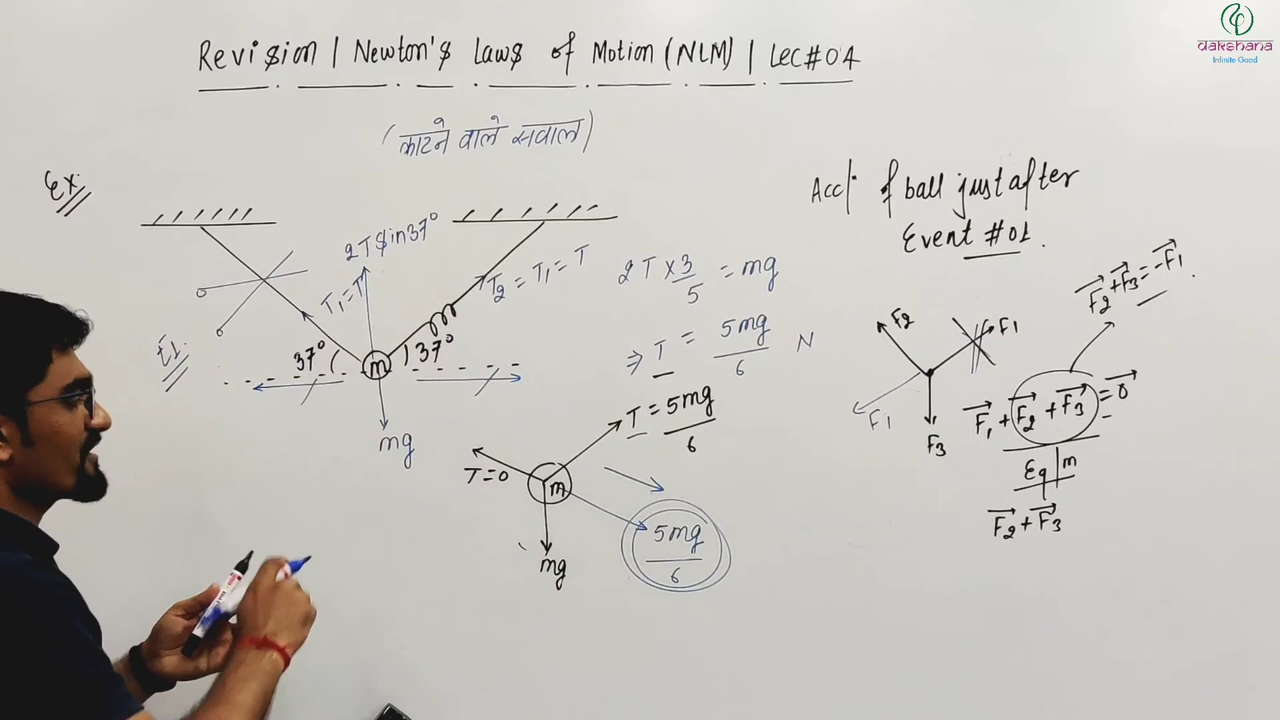 dakshana
Infinite Good
Revision | Newton's Laws of Motion (NLM) | Lec#04
(काटने वाले सवाल)
Ex.
Acc|ⁿ of ball just after
Event #01.
2T Sin37°
T₁=T
T₂ = T₁ = T
2T × 3/5 = mg
⇒ T = 5mg/6 N
E1.
37°
37°
m
mg
T = 5mg/6
T=0
m
mg
5mg/6
F₂
F₁
F₁
F₃
F₂+F₃=-F₁.
F₁+F₂+F₃=0
Eq|m
F₂+F₃